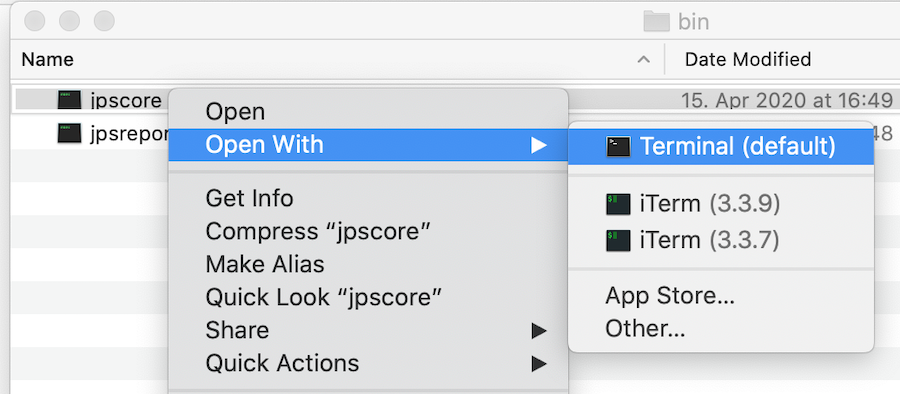 bin
Name Date Modified
jpscore 15. Apr 2020 at 16:49
jpsrepor 48
Open
Open With
Get Info
Compress “jpscore”
Make Alias
Quick Look “jpscore”
Share
Quick Actions
Terminal (default)
iTerm (3.3.9)
iTerm (3.3.7)
App Store...
Other...